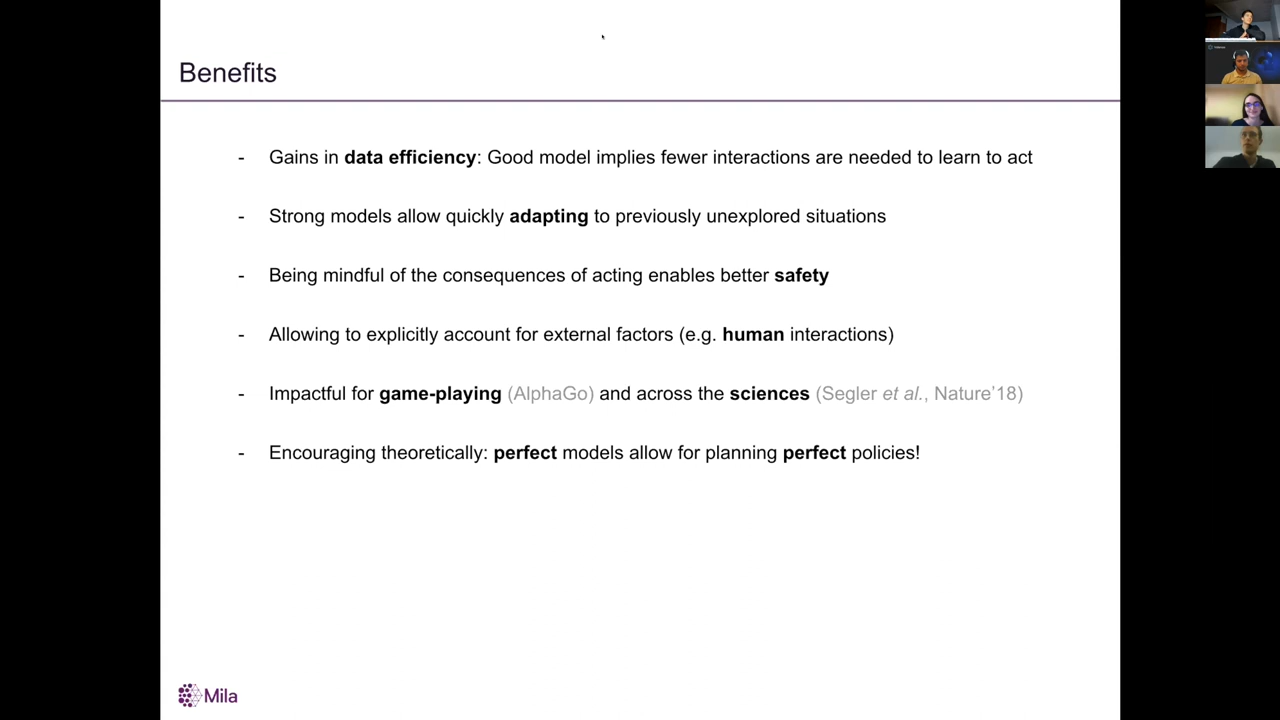 Benefits
- Gains in data efficiency: Good model implies fewer interactions are needed to learn to act
- Strong models allow quickly adapting to previously unexplored situations
- Being mindful of the consequences of acting enables better safety
- Allowing to explicitly account for external factors (e.g. human interactions)
- Impactful for game-playing (AlphaGo) and across the sciences (Segler et al., Nature'18)
- Encouraging theoretically: perfect models allow for planning perfect policies!
Mila